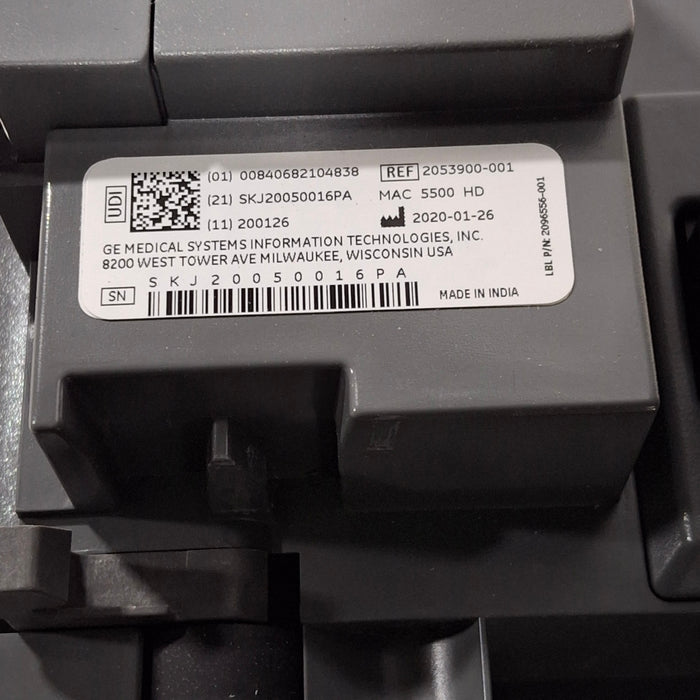 UDI
(01) 00840682104838
(21) SKJ20050016PA
(11) 200126
REF 2053900-001
MAC 5500 HD
2020-01-26
GE MEDICAL SYSTEMS INFORMATION TECHNOLOGIES, INC.
8200 WEST TOWER AVE MILWAUKEE, WISCONSIN USA
SKJ20050016PA
SN
MADE IN INDIA
LBL P/N: 2096556-001